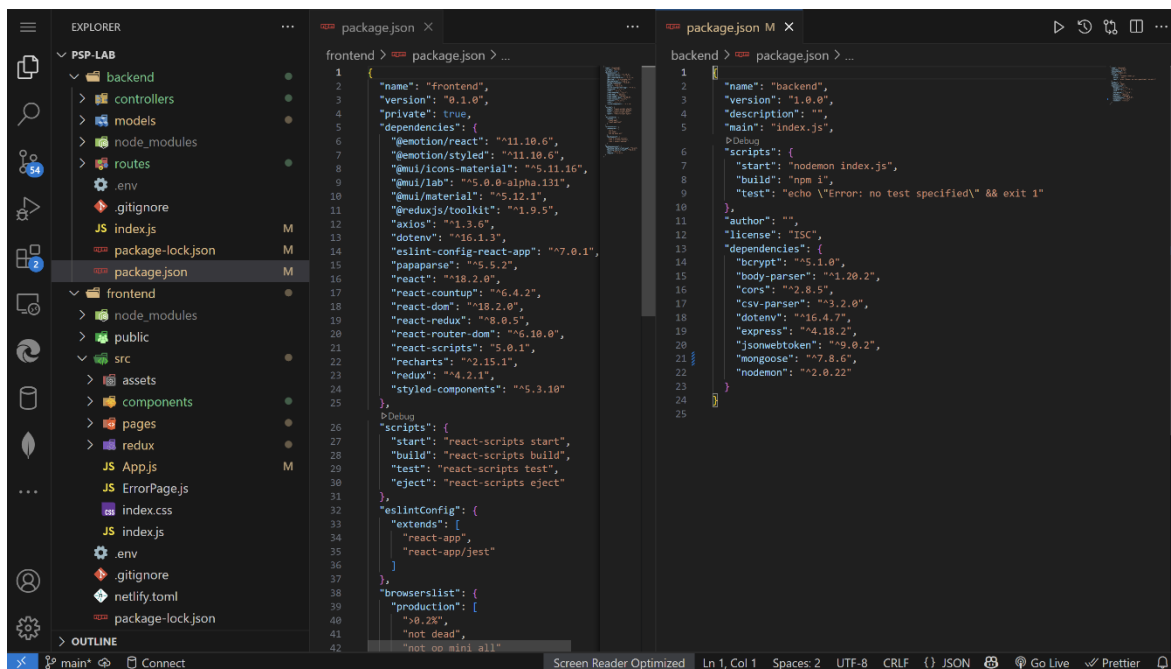 EXPLORER
PSP-LAB
backend
controllers
models
node_modules
routes
.env
.gitignore
JS index.js M
package-lock.json M
package.json M
frontend
node_modules
public
src
assets
components
pages
redux
JS App.js M
JS ErrorPage.js
index.css
JS index.js
.env
.gitignore
netlify.toml
package-lock.json
OUTLINE
54
2
package.json
frontend > package.json > ...
1 {
2 "name": "frontend",
3 "version": "0.1.0",
4 "private": true,
5 "dependencies": {
6 "@emotion/react": "^11.10.6",
7 "@emotion/styled": "^11.10.6",
8 "@mui/icons-material": "^5.11.16",
9 "@mui/lab": "^5.0.0-alpha.131",
10 "@mui/material": "^5.12.1",
11 "@reduxjs/toolkit": "^1.9.5",
12 "axios": "^1.3.6",
13 "dotenv": "^16.1.3",
14 "eslint-config-react-app": "^7.0.1",
15 "papaparse": "^5.5.2",
16 "react": "^18.2.0",
17 "react-countup": "^6.4.2",
18 "react-dom": "^18.2.0",
19 "react-redux": "^8.0.5",
20 "react-router-dom": "^6.10.0",
21 "react-scripts": "5.0.1",
22 "recharts": "^2.15.1",
23 "redux": "^4.2.1",
24 "styled-components": "^5.3.10"
25 },
Debug
26 "scripts": {
27 "start": "react-scripts start",
28 "build": "react-scripts build",
29 "test": "react-scripts test",
30 "eject": "react-scripts eject"
31 },
32 "eslintConfig": {
33 "extends": [
34 "react-app",
35 "react-app/jest"
36 ]
37 },
38 "browserslist": {
39 "production": [
40 ">0.2%",
41 "not dead",
42 "not op_mini all"
package.json M
backend > package.json > ...
1 {
2 "name": "backend",
3 "version": "1.0.0",
4 "description": "",
5 "main": "index.js",
Debug
6 "scripts": {
7 "start": "nodemon index.js",
8 "build": "npm i",
9 "test": "echo \"Error: no test specified\" && exit 1"
10 },
11 "author": "",
12 "license": "ISC",
13 "dependencies": {
14 "bcrypt": "^5.1.0",
15 "body-parser": "^1.20.2",
16 "cors": "^2.8.5",
17 "csv-parser": "^3.2.0",
18 "dotenv": "^16.4.7",
19 "express": "^4.18.2",
20 "jsonwebtoken": "^9.0.2",
21 "mongoose": "^7.8.6",
22 "nodemon": "^2.0.22"
23 }
24 }
25
main* Connect Screen Reader Optimized Ln 1, Col 1 Spaces: 2 UTF-8 CRLF {} JSON Go Live Prettier